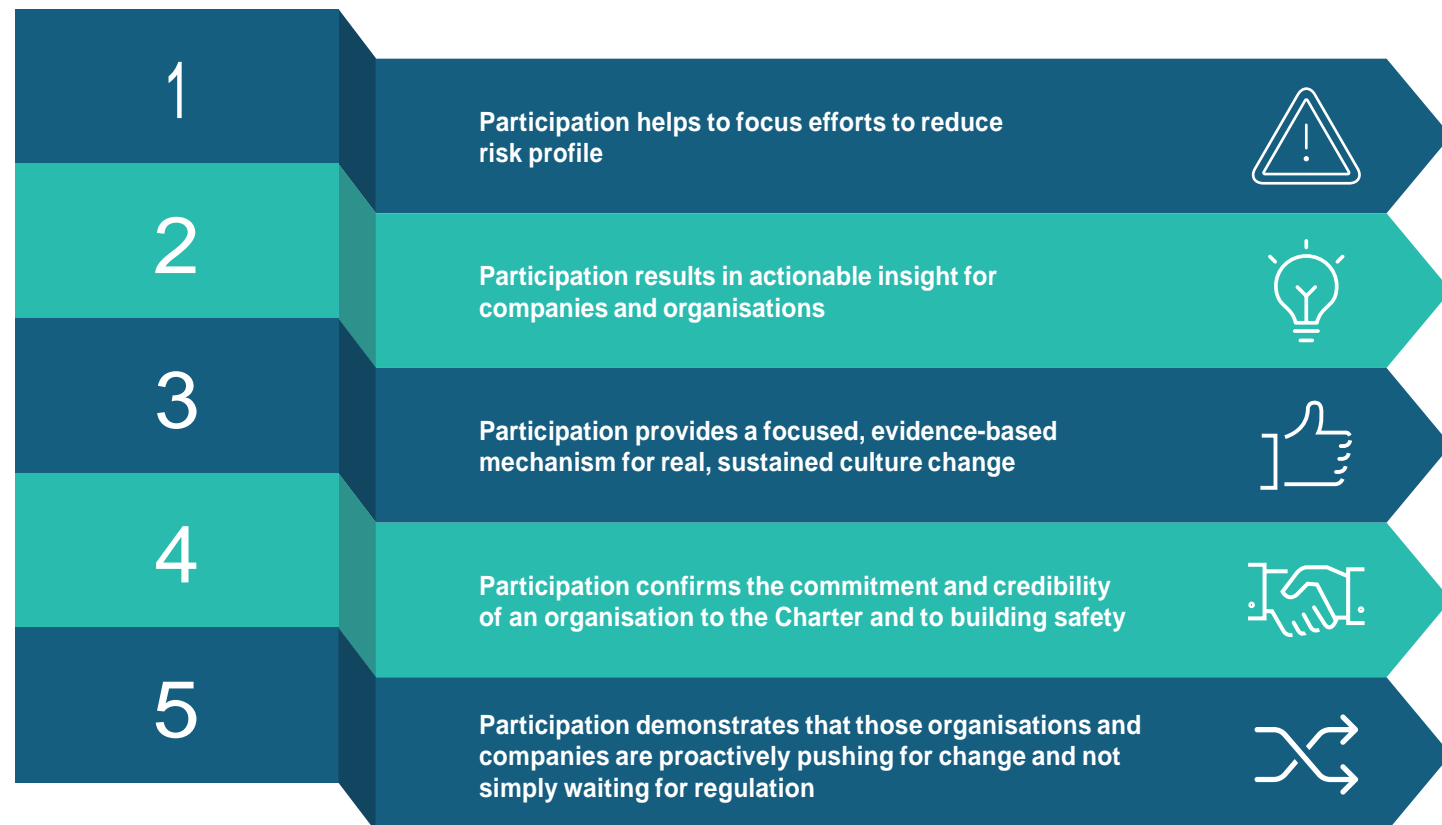 1
Participation helps to focus efforts to reduce
risk profile
2
Participation results in actionable insight for
companies and organisations
3
Participation provides a focused, evidence-based
mechanism for real, sustained culture change
4
Participation confirms the commitment and credibility
of an organisation to the Charter and to building safety
5
Participation demonstrates that those organisations and
companies are proactively pushing for change and not
simply waiting for regulation